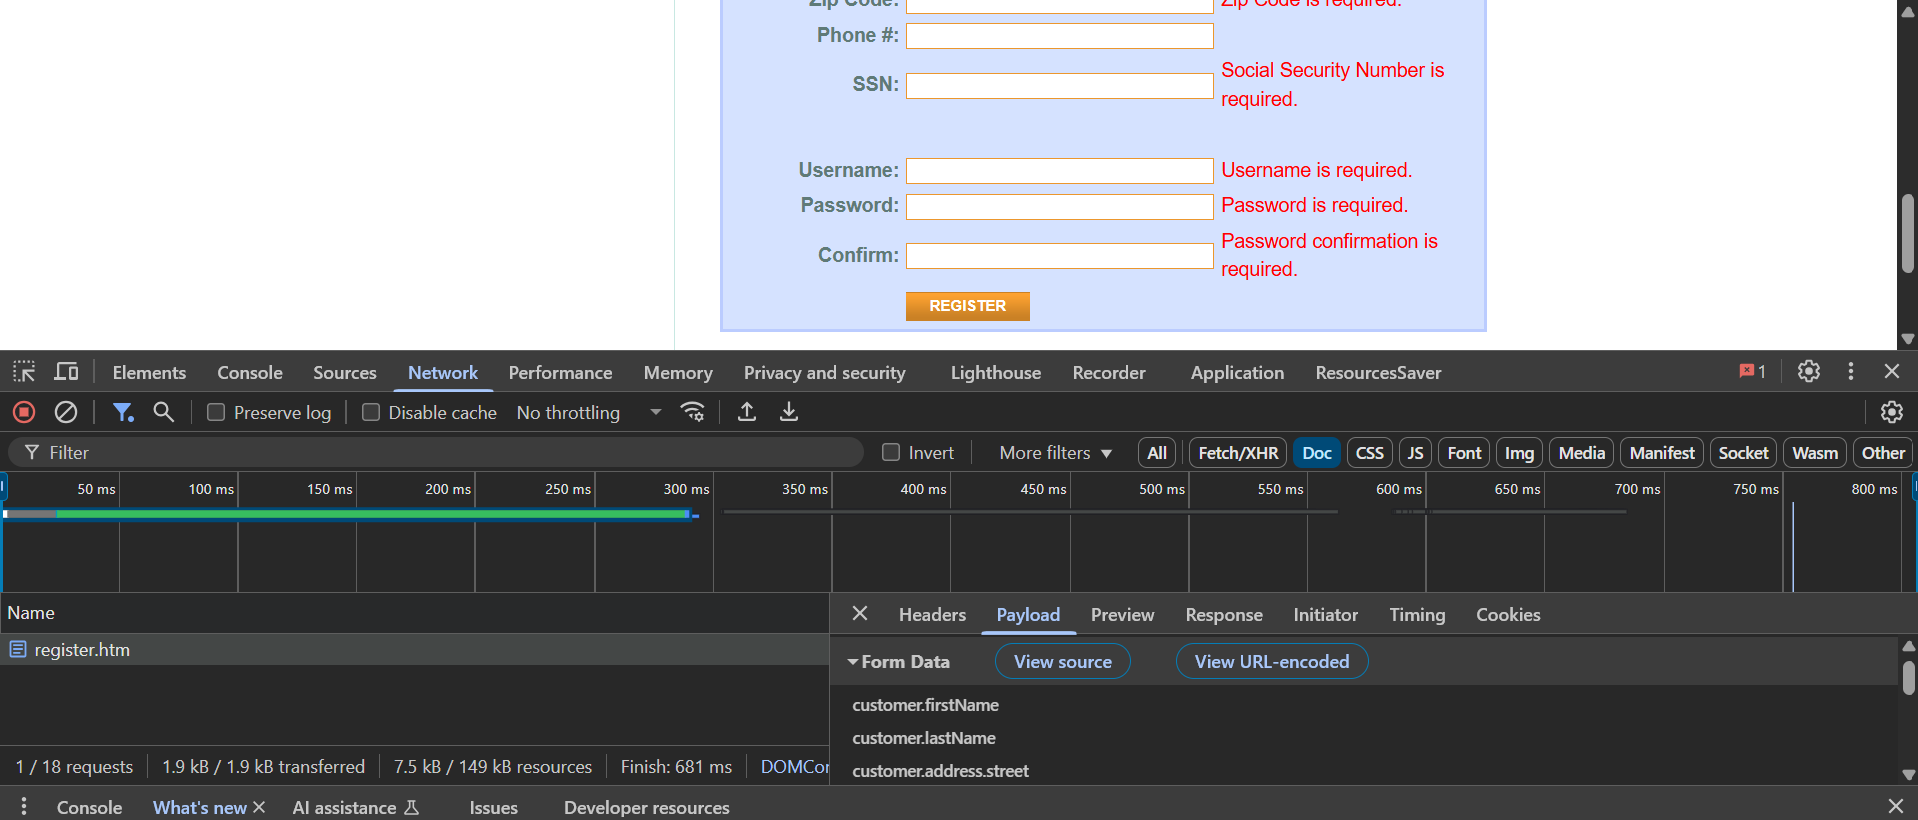 Zip Code: Zip Code is required.
Phone #:
SSN: Social Security Number is
required.
Username: Username is required.
Password: Password is required.
Confirm: Password confirmation is
required.
REGISTER
Elements Console Sources Network Performance Memory Privacy and security Lighthouse Recorder Application ResourcesSaver 1
Preserve log Disable cache No throttling
Filter Invert More filters All Fetch/XHR Doc CSS JS Font Img Media Manifest Socket Wasm Other
50 ms 100 ms 150 ms 200 ms 250 ms 300 ms 350 ms 400 ms 450 ms 500 ms 550 ms 600 ms 650 ms 700 ms 750 ms 800 ms
Name
Headers Payload Preview Response Initiator Timing Cookies
register.htm
Form Data View source View URL-encoded
customer.firstName
customer.lastName
customer.address.street
1 / 18 requests 1.9 kB / 1.9 kB transferred 7.5 kB / 149 kB resources Finish: 681 ms DOMCor
Console What's new AI assistance Issues Developer resources